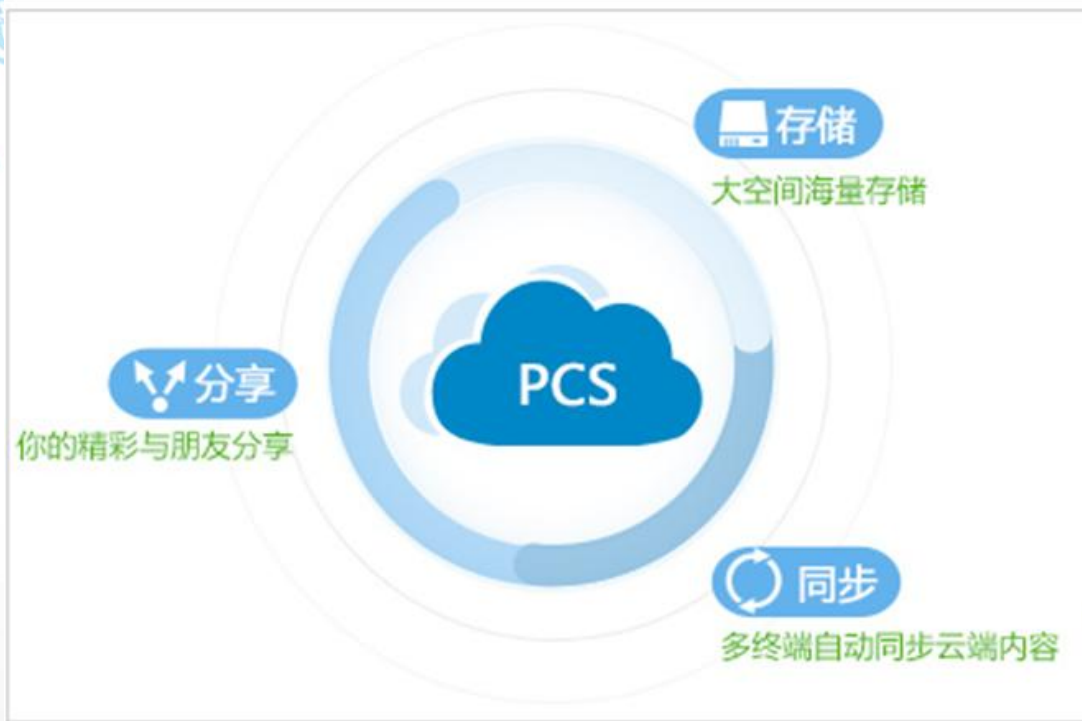 存储
大空间海量存储
PCS
分享
你的精彩与朋友分享
同步
多终端自动同步云端内容